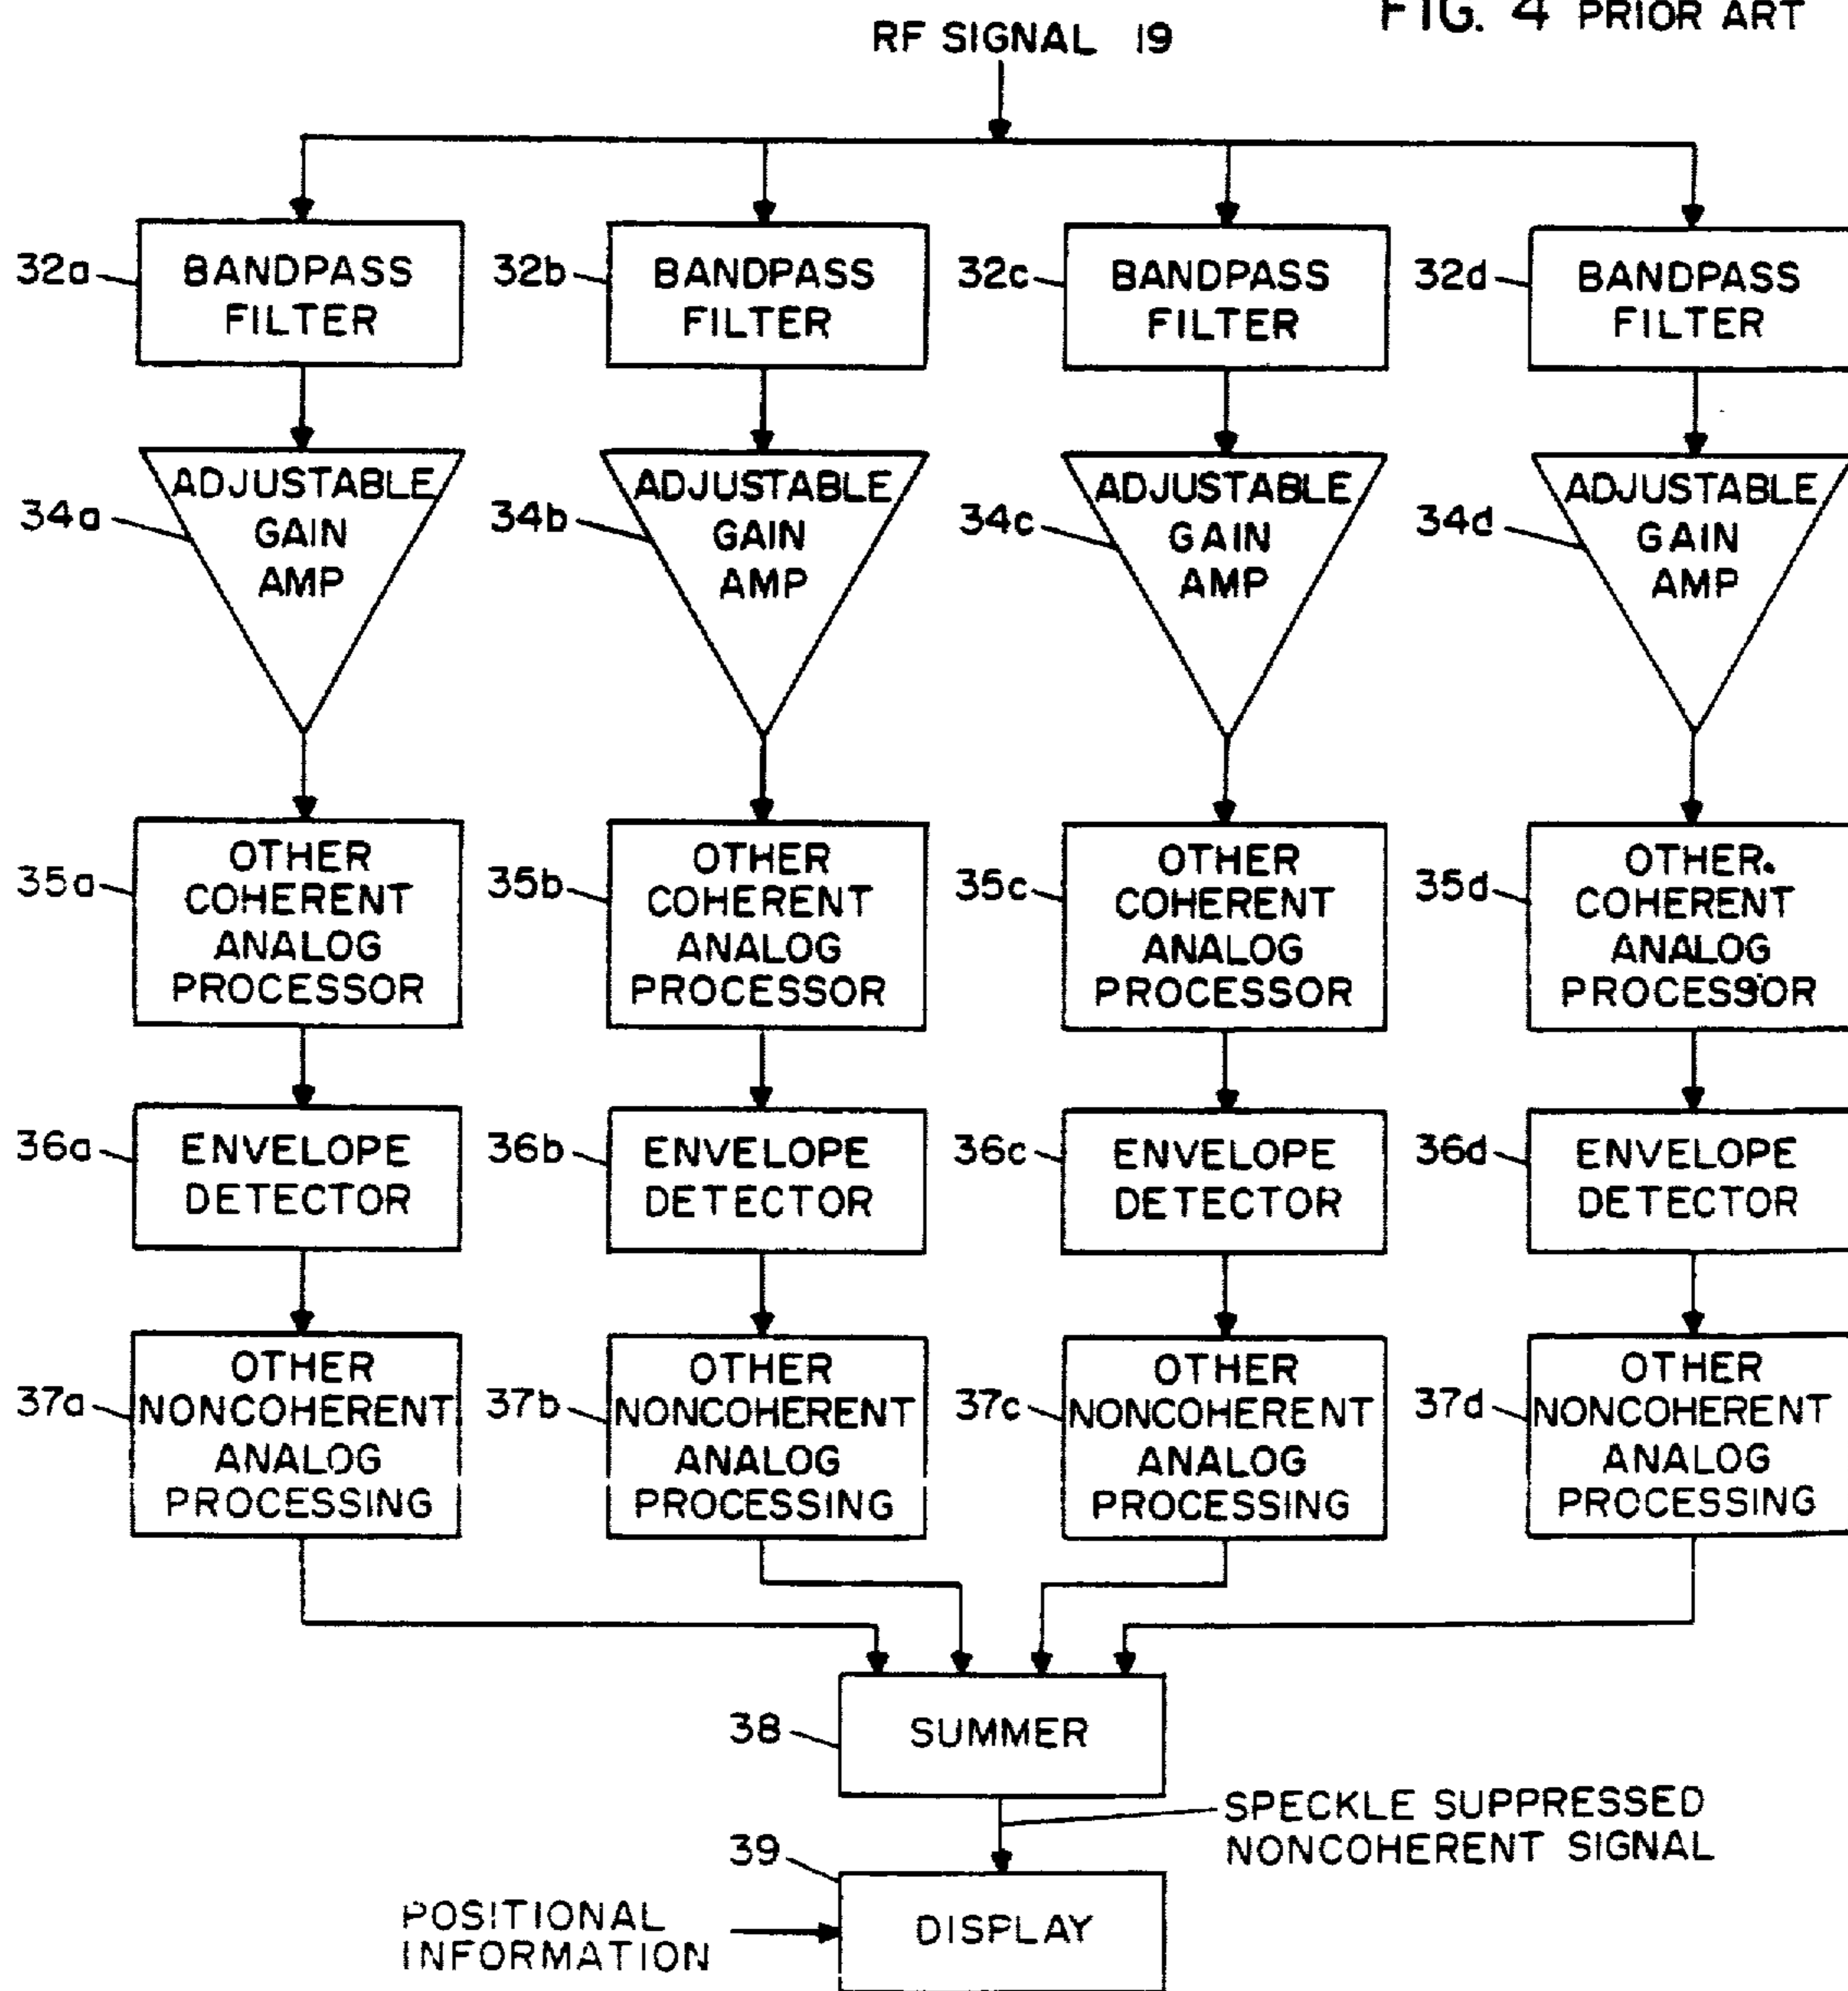 FIG. 4 PRIOR ART
RF SIGNAL 19
32a
BANDPASS
FILTER
32b
BANDPASS
FILTER
32c
BANDPASS
FILTER
32d
BANDPASS
FILTER
34a
ADJUSTABLE
GAIN
AMP
34b
ADJUSTABLE
GAIN
AMP
34c
ADJUSTABLE
GAIN
AMP
34d
ADJUSTABLE
GAIN
AMP
35a
OTHER
COHERENT
ANALOG
PROCESSOR
35b
OTHER
COHERENT
ANALOG
PROCESSOR
35c
OTHER
COHERENT
ANALOG
PROCESSOR
35d
OTHER
COHERENT
ANALOG
PROCESSOR
36a
ENVELOPE
DETECTOR
36b
ENVELOPE
DETECTOR
36c
ENVELOPE
DETECTOR
36d
ENVELOPE
DETECTOR
37a
OTHER
NONCOHERENT
ANALOG
PROCESSING
37b
OTHER
NONCOHERENT
ANALOG
PROCESSING
37c
OTHER
NONCOHERENT
ANALOG
PROCESSING
37d
OTHER
NONCOHERENT
ANALOG
PROCESSING
38
SUMMER
SPECKLE SUPPRESSED
NONCOHERENT SIGNAL
39
POSITIONAL
INFORMATION
DISPLAY